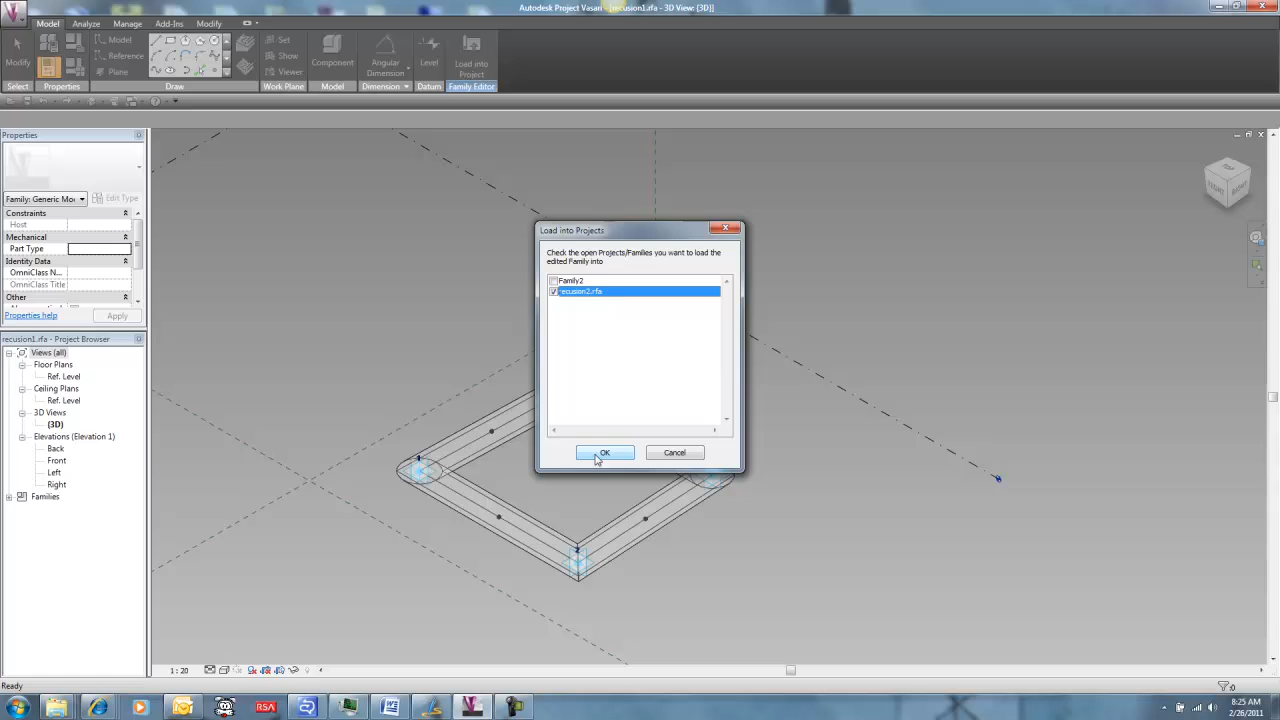 Autodesk Project Vasari - [recusion1.rfa - 3D View: {3D}]
Model Analyze Manage Add-Ins Modify
Model
Reference
Plane
Set
Show
Viewer
Modify
Component
Angular
Dimension
Level
Load into
Project
Select Properties Draw Work Plane Model Dimension Datum Family Editor
Properties
Family: Generic Mo
Edit Type
Constraints
Host
Mechanical
Part Type
Identity Data
OmniClass N...
OmniClass Title
Other
Properties help
Apply
recusion1.rfa - Project Browser
Views (all)
Floor Plans
Ref. Level
Ceiling Plans
Ref. Level
3D Views
{3D}
Elevations (Elevation 1)
Back
Front
Left
Right
Families
Load into Projects
Check the open Projects/Families you want to load the
edited Family into
Family2
recusion2.rfa
OK
Cancel
FRONT
RIGHT
1 : 20
Ready
:0
RSA
8:25 AM
2/26/2011